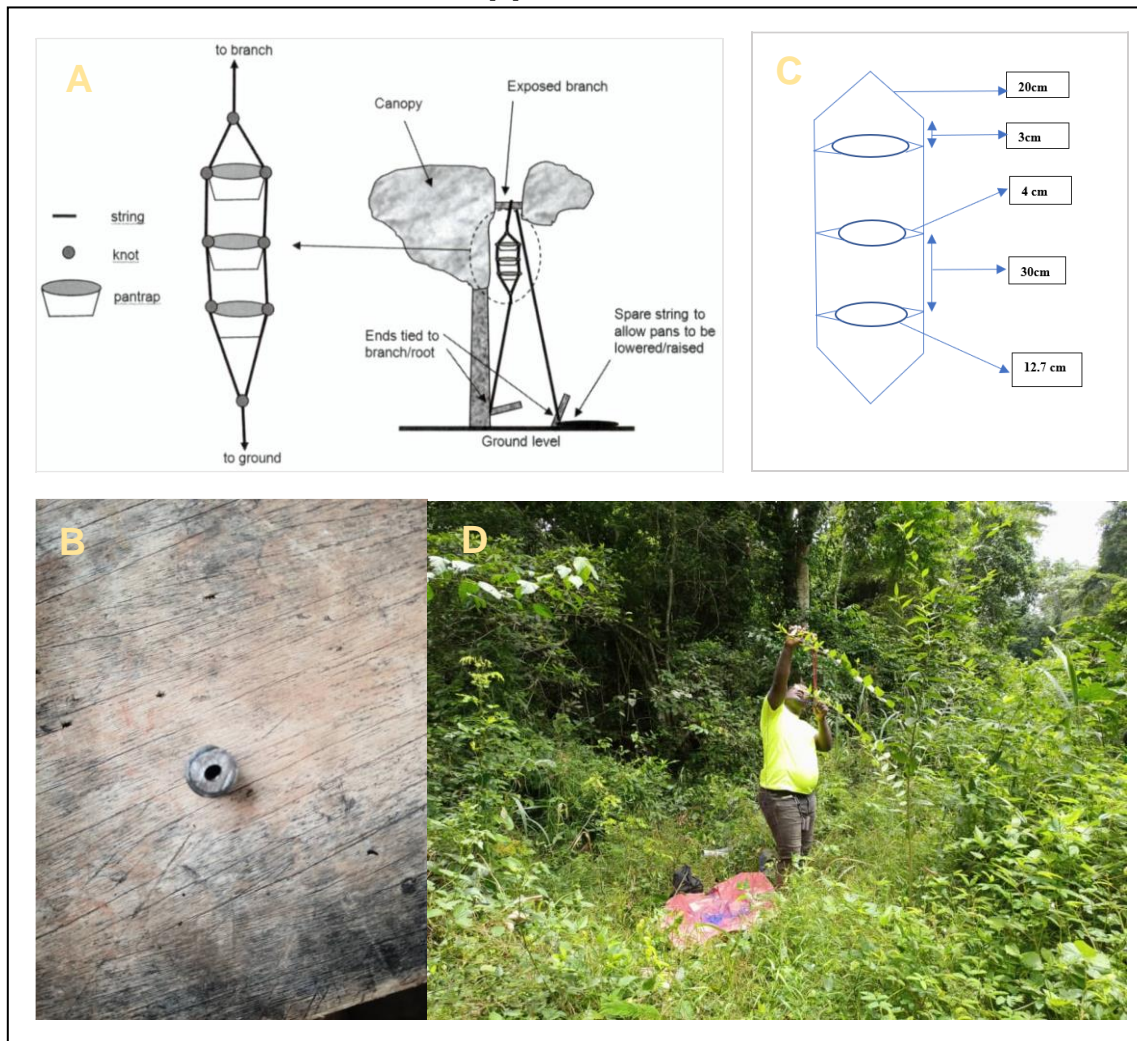 A
to branch
Exposed branch
Canopy
string
knot
pantrap
Ends tied to
branch/root
Spare string to
allow pans to be
lowered/raised
Ground level
to ground
C
20cm
3cm
4 cm
30cm
12.7 cm
B
D